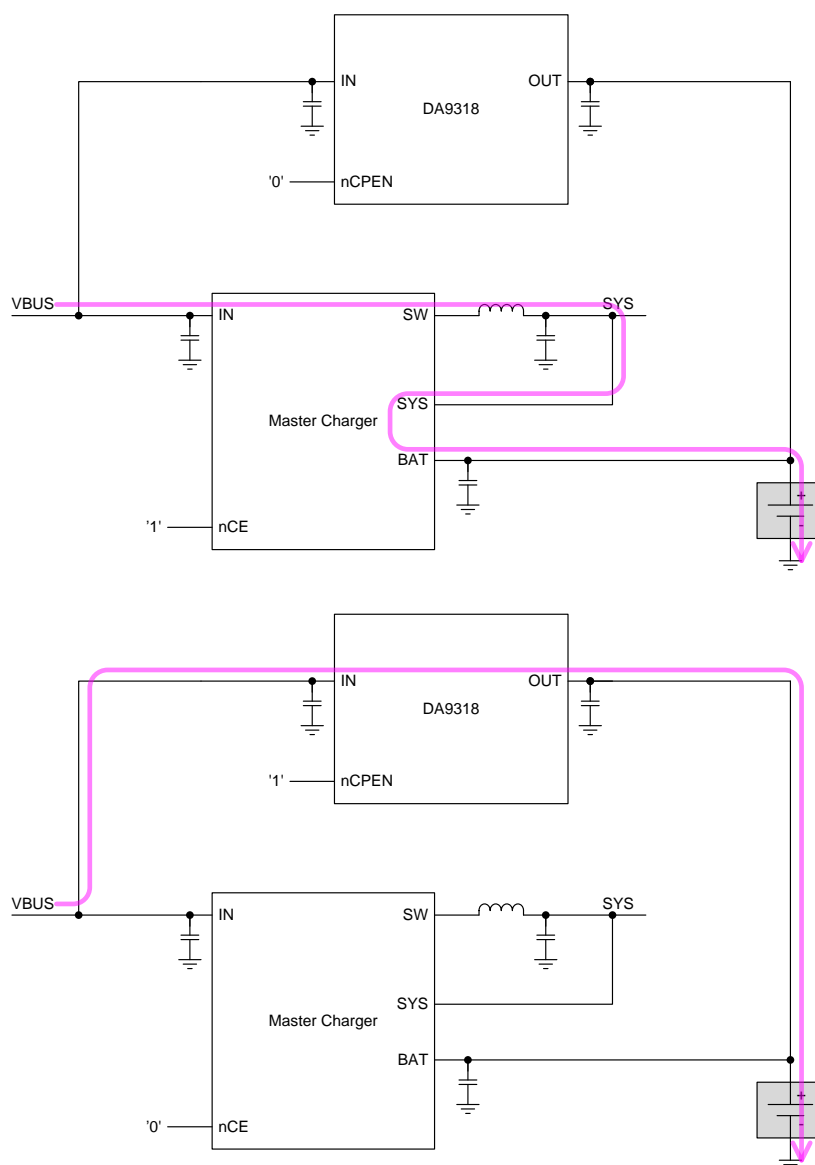 IN OUT
DA9318
'0' nCPEN
VBUS SYS
IN SW
SYS
Master Charger
BAT
+
'1' nCE
-
IN OUT
DA9318
'1' nCPEN
VBUS SYS
IN SW
SYS
Master Charger
BAT
+
'0' nCE
-